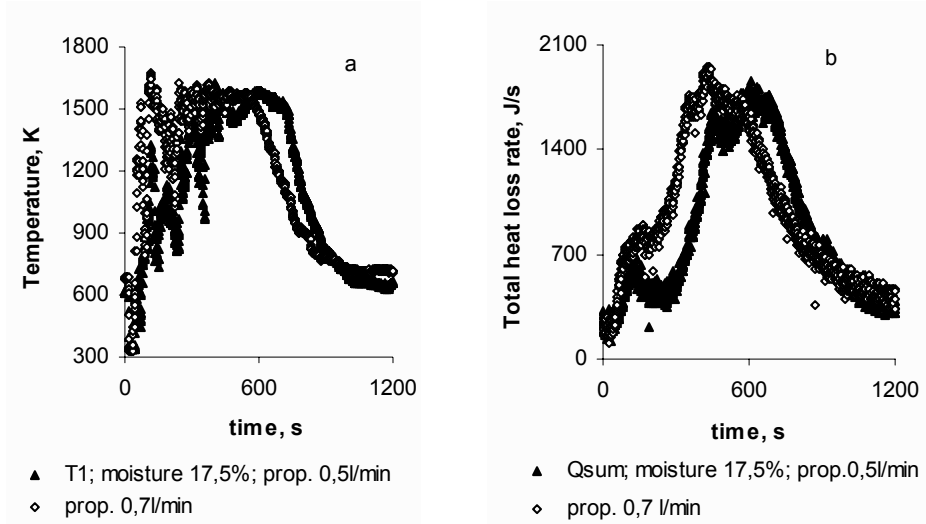 a
1800
1500
1200
900
600
300
0 600 1200
Temperature, K
time, s
T1; moisture 17,5%; prop. 0,5l/min
prop. 0,7l/min
b
2100
1400
700
0
0 600 1200
Total heat loss rate, J/s
time, s
Qsum; moisture 17,5%; prop.0,5l/min
prop. 0,7 l/min